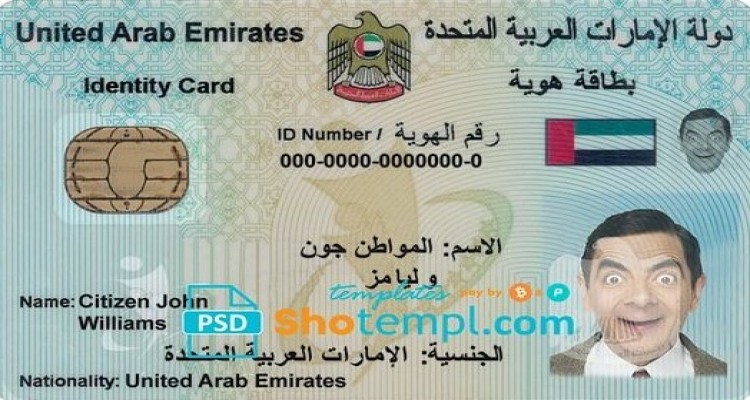 United Arab Emirates
دولة الإمارات العربية المتحدة
Identity Card
بطاقة هوية
ID Number / رقم الهوية
000-0000-0000000-0
الاسم: المواطن جون
وليامز
Name: Citizen John
Williams
templates pay by
PSD
Shotempl.com
الجنسية: الإمارات العربية المتحدة
Nationality: United Arab Emirates